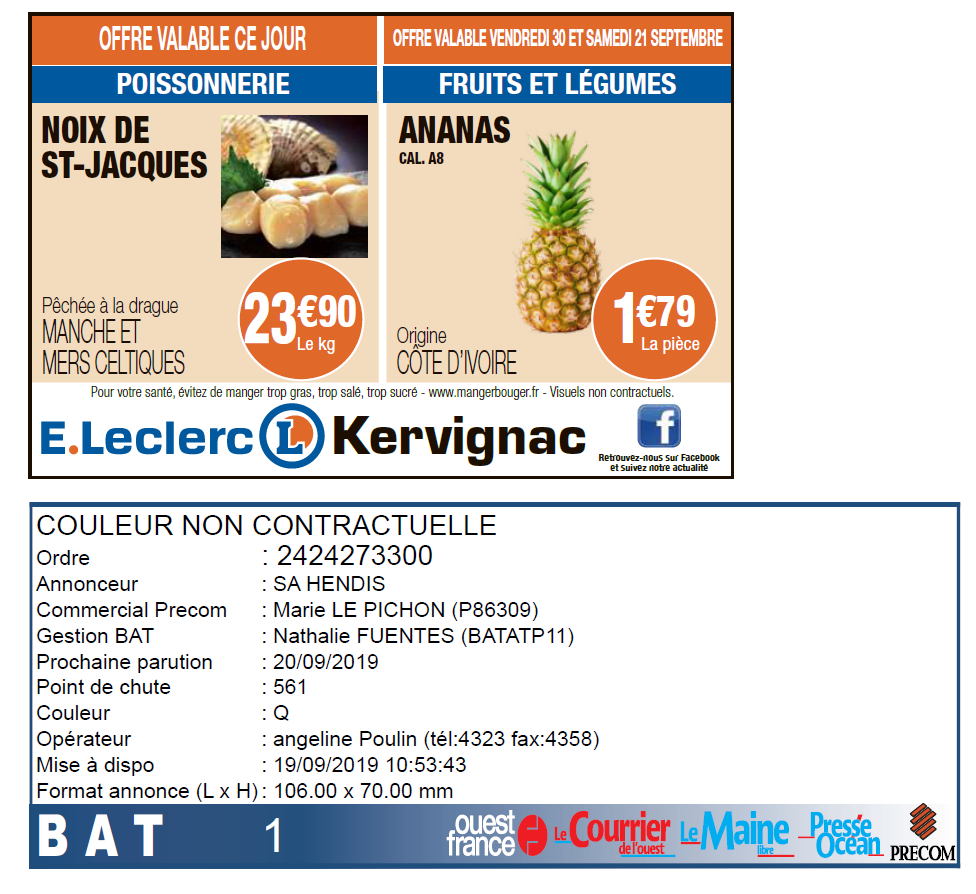 OFFRE VALABLE CE JOUR
POISSONNERIE
NOIX DE
ST-JACQUES
Pêchée à la drague
MANCHE ET
MERS CELTIQUES
23€90
Le kg
OFFRE VALABLE VENDREDI 30 ET SAMEDI 21 SEPTEMBRE
FRUITS ET LÉGUMES
ANANAS
CAL. A8
Origine
CÔTE D'IVOIRE
1€79
La pièce
Pour votre santé, évitez de manger trop gras, trop salé, trop sucré - www.mangerbouger.fr - Visuels non contractuels.
E.Leclerc L Kervignac
f
Retrouvez-nous sur Facebook
et suivez notre actualité
COULEUR NON CONTRACTUELLE
Ordre : 2424273300
Annonceur : SA HENDIS
Commercial Precom : Marie LE PICHON (P86309)
Gestion BAT : Nathalie FUENTES (BATATP11)
Prochaine parution : 20/09/2019
Point de chute : 561
Couleur : Q
Opérateur : angeline Poulin (tél:4323 fax:4358)
Mise à dispo : 19/09/2019 10:53:43
Format annonce (L x H) : 106.00 x 70.00 mm
BAT 1
ouest
france
Le Courrier
de l'ouest
Le Maine
libre
Presse
Océan
PRECOM